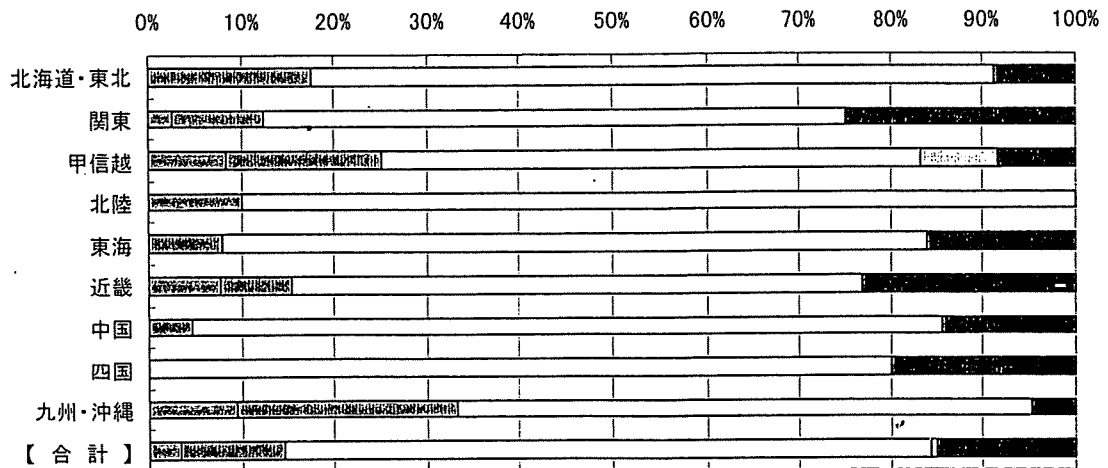 0% 10% 20% 30% 40% 50% 60% 70% 80% 90% 100%
北海道・東北
関東
甲信越
北陸
東海
近畿
中国
四国
九州・沖縄
【 合 計 】